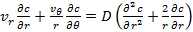 v_r ∂c/∂r + v_θ/r ∂c/∂θ = D(∂²c/∂r² + 2/r ∂c/∂r)